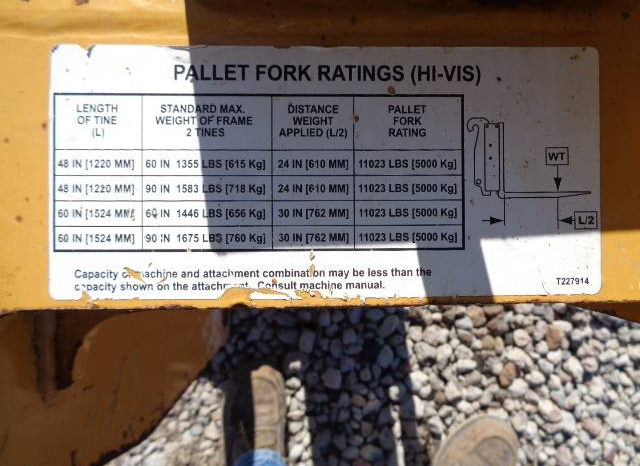 PALLET FORK RATINGS (HI-VIS)
LENGTH OF TINE (L) STANDARD MAX. WEIGHT OF FRAME 2 TINES DISTANCE WEIGHT APPLIED (L/2) PALLET FORK RATING
48 IN [1220 MM] 60 IN 1355 LBS [615 Kg] 24 IN [610 MM] 11023 LBS [5000 Kg]
48 IN [1220 MM] 90 IN 1583 LBS [718 Kg] 24 IN [610 MM] 11023 LBS [5000 Kg]
60 IN [1524 MM] 60 IN 1446 LBS [656 Kg] 30 IN [762 MM] 11023 LBS [5000 Kg]
60 IN [1524 MM] 90 IN 1675 LBS [760 Kg] 30 IN [762 MM] 11023 LBS [5000 Kg]
WT
L/2
Capacity of machine and attachment combination may be less than the
capacity shown on the attachment. Consult machine manual.
T227914